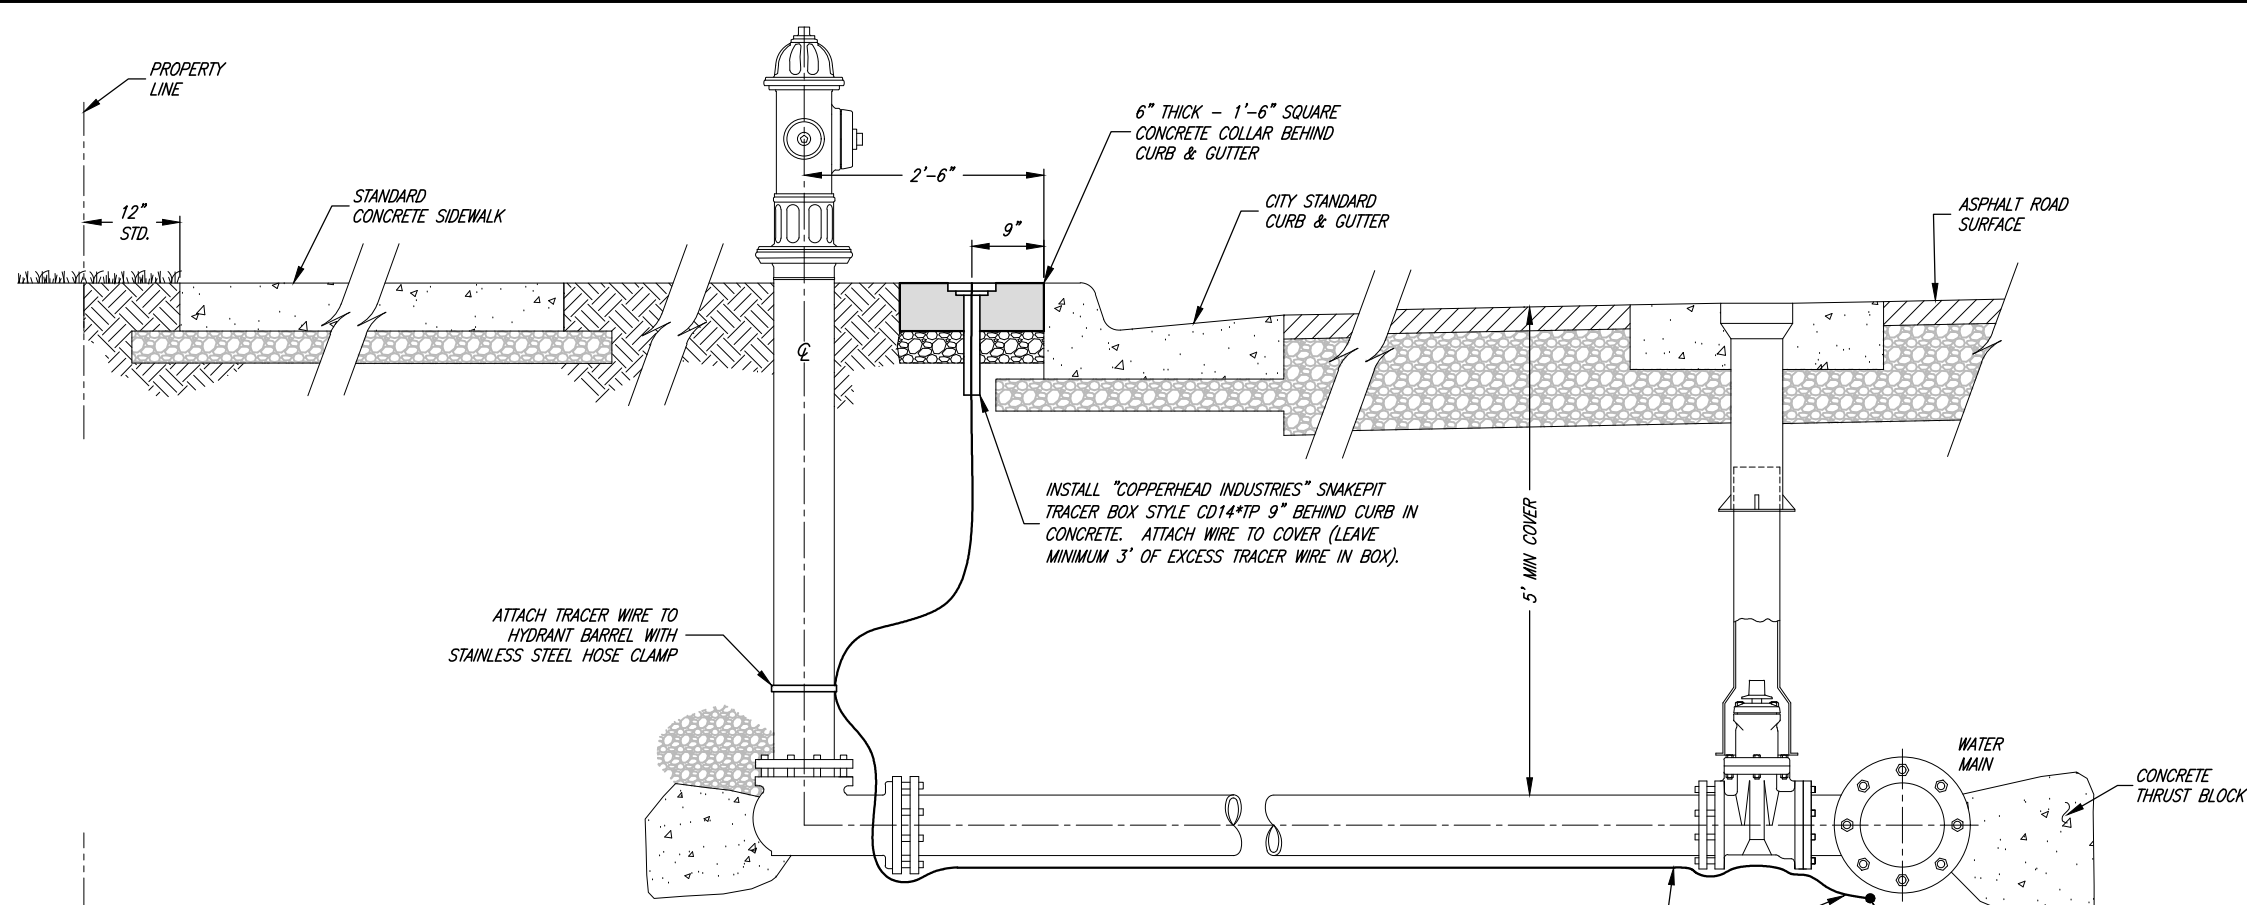 PROPERTY
LINE
6" THICK – 1'-6" SQUARE
CONCRETE COLLAR BEHIND
CURB & GUTTER
2'-6"
STANDARD
CONCRETE SIDEWALK
12"
STD.
CITY STANDARD
CURB & GUTTER
ASPHALT ROAD
SURFACE
9"
℄
INSTALL "COPPERHEAD INDUSTRIES" SNAKEPIT
TRACER BOX STYLE CD14*TP 9" BEHIND CURB IN
CONCRETE. ATTACH WIRE TO COVER (LEAVE
MINIMUM 3' OF EXCESS TRACER WIRE IN BOX).
5' MIN COVER
ATTACH TRACER WIRE TO
HYDRANT BARREL WITH
STAINLESS STEEL HOSE CLAMP
WATER
MAIN
CONCRETE
THRUST BLOCK